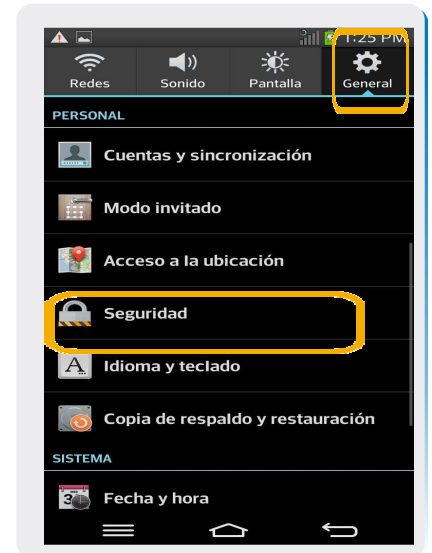 1:25 PM
Redes Sonido Pantalla General
PERSONAL
Cuentas y sincronización
Modo invitado
Acceso a la ubicación
Seguridad
A Idioma y teclado
Copia de respaldo y restauración
SISTEMA
Fecha y hora